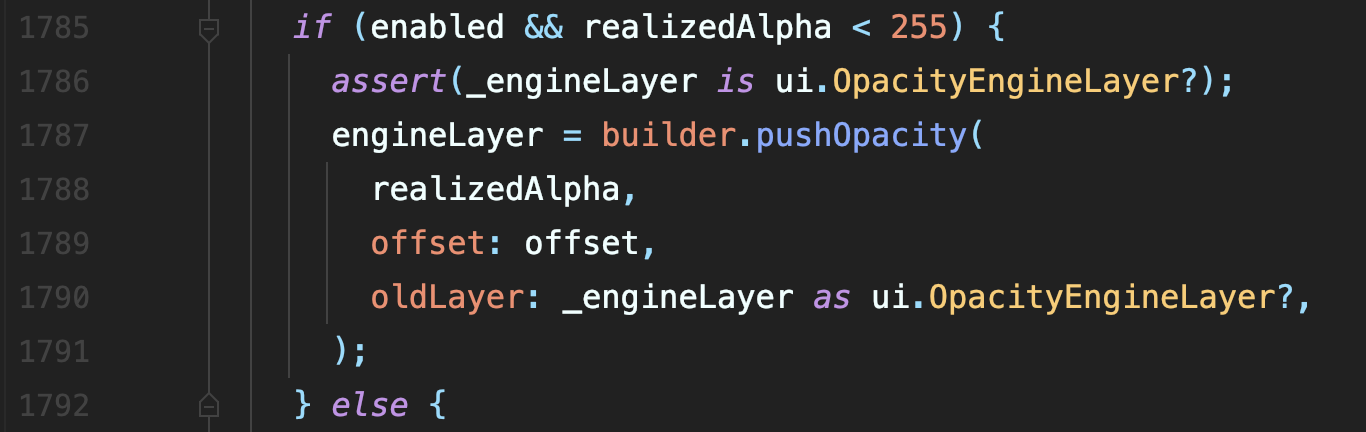 1785 if (enabled && realizedAlpha < 255) {
1786 assert(_engineLayer is ui.OpacityEngineLayer?);
1787 engineLayer = builder.pushOpacity(
1788 realizedAlpha,
1789 offset: offset,
1790 oldLayer: _engineLayer as ui.OpacityEngineLayer?,
1791 );
1792 } else {